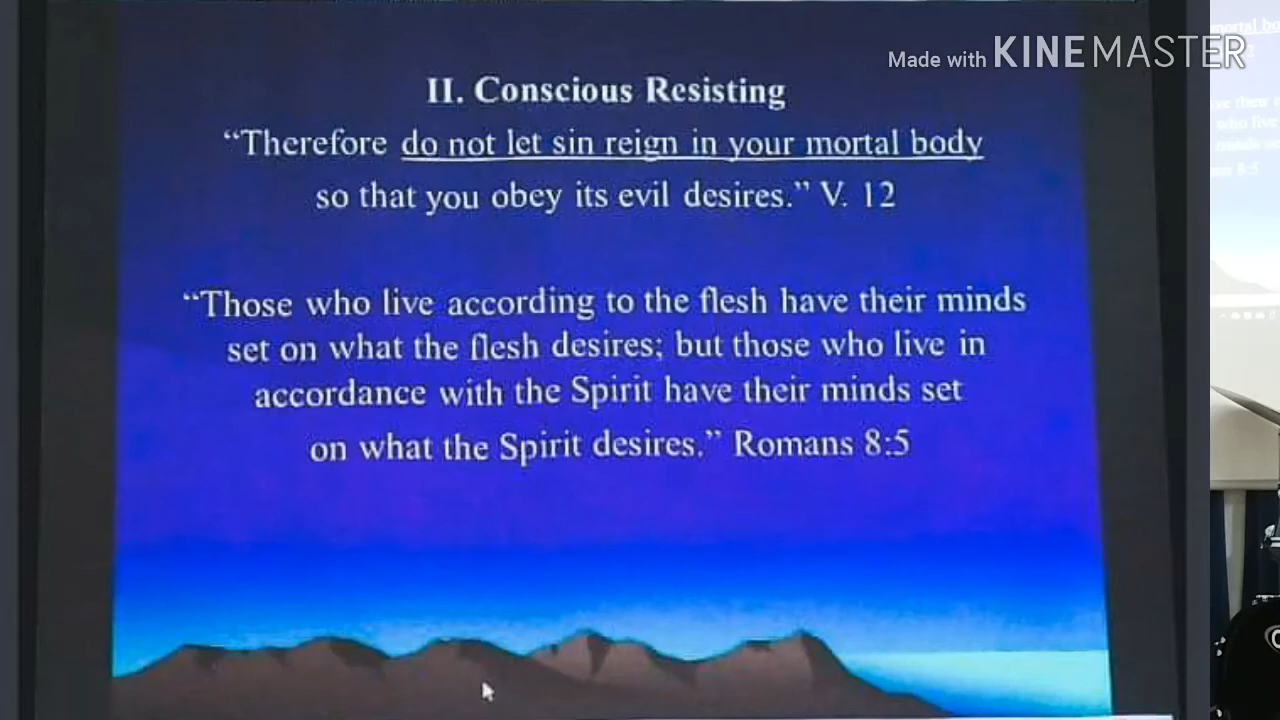 Made with KINEMASTER
II. Conscious Resisting
“Therefore do not let sin reign in your mortal body
so that you obey its evil desires.” V. 12
“Those who live according to the flesh have their minds
set on what the flesh desires; but those who live in
accordance with the Spirit have their minds set
on what the Spirit desires.” Romans 8:5